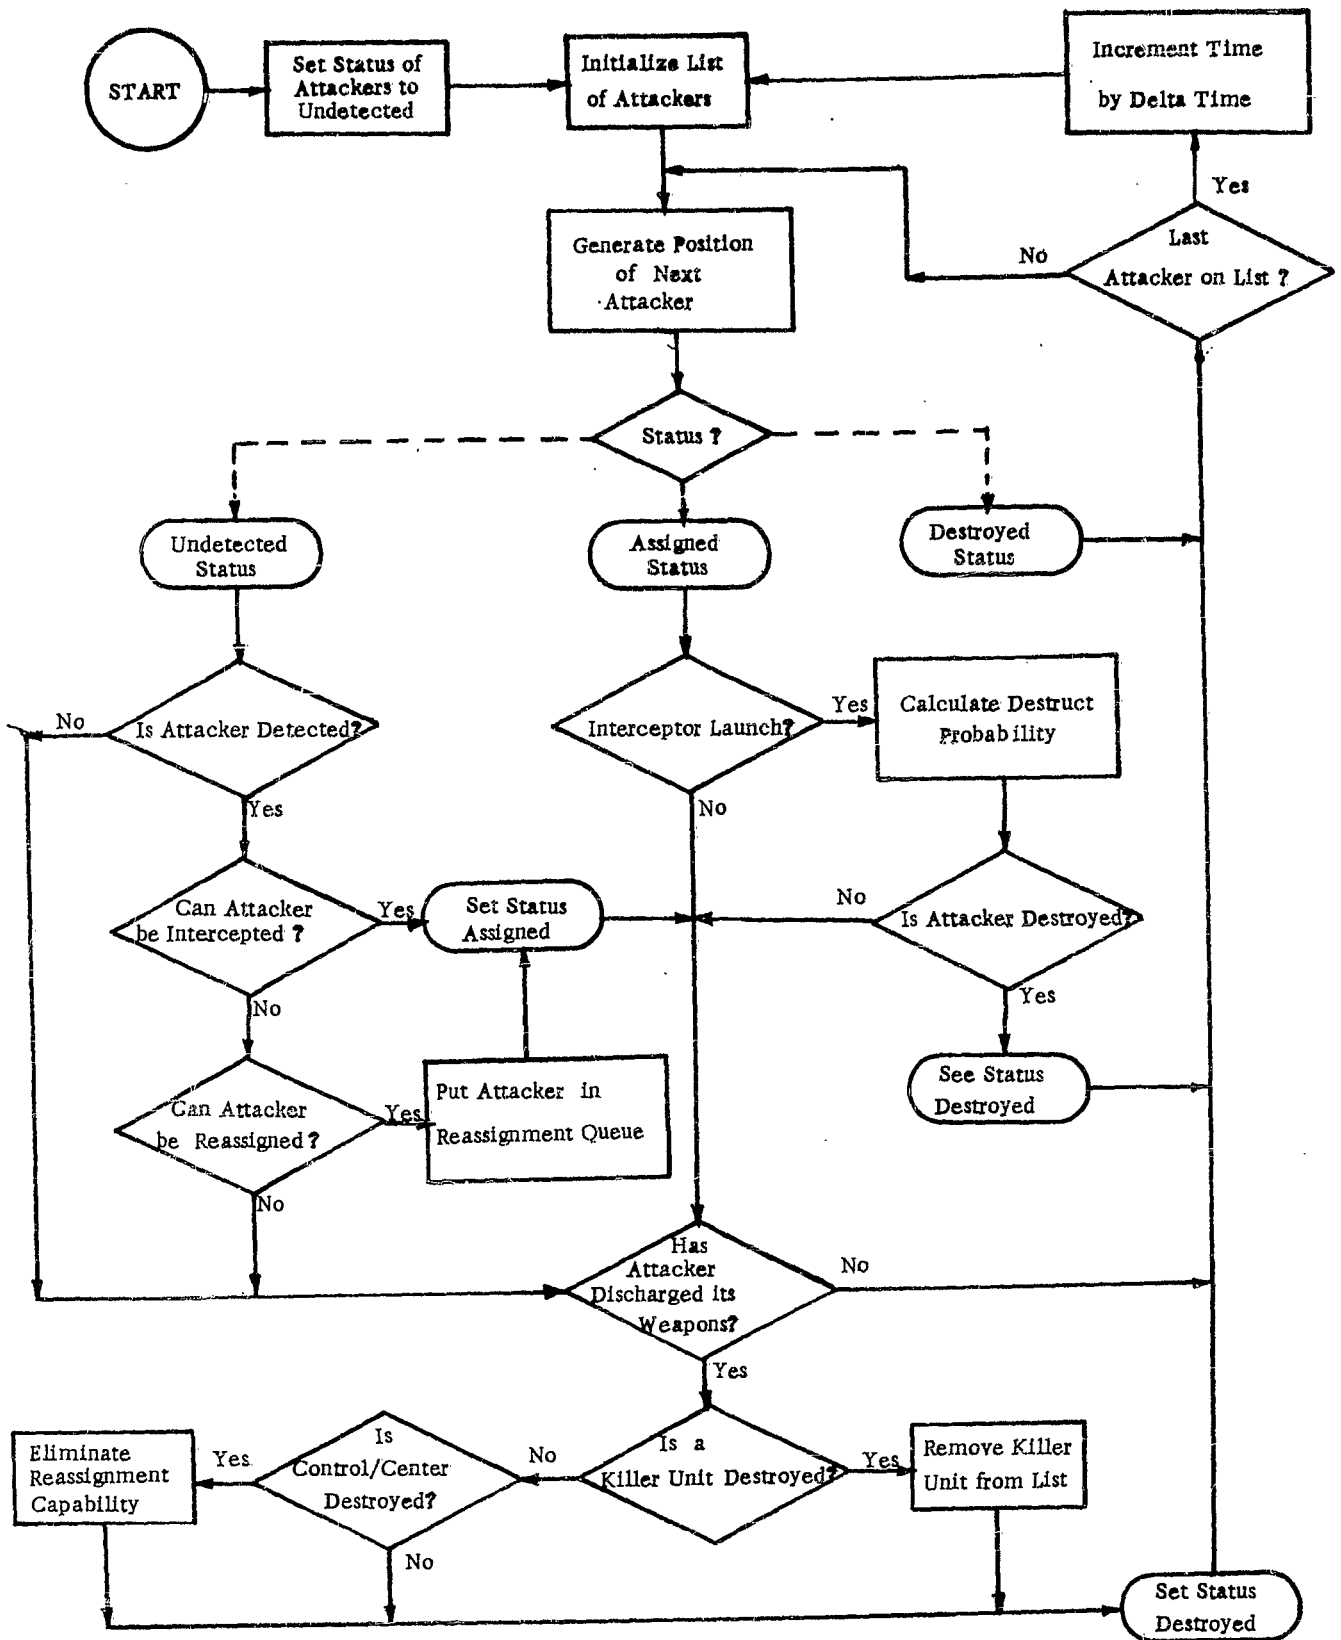 START
Set Status of
Attackers to
Undetected
Initialize List
of Attackers
Increment Time
by Delta Time
Yes
Last
Attacker on List ?
No
Generate Position
of Next
Attacker
Status ?
Undetected
Status
Assigned
Status
Destroyed
Status
No
Is Attacker Detected?
Yes
Interceptor Launch?
Yes
No
Calculate Destruct
Probability
Can Attacker
be Intercepted ?
Yes
No
Set Status
Assigned
No
Is Attacker Destroyed?
Yes
See Status
Destroyed
Can Attacker
be Reassigned ?
Yes
No
Put Attacker in
Reassignment Queue
Has
Attacker
Discharged its
Weapons?
No
Yes
Eliminate
Reassignment
Capability
Yes
Is
Control/Center
Destroyed?
No
No
Is a
Killer Unit Destroyed?
Yes
Remove Killer
Unit from List
Set Status
Destroyed